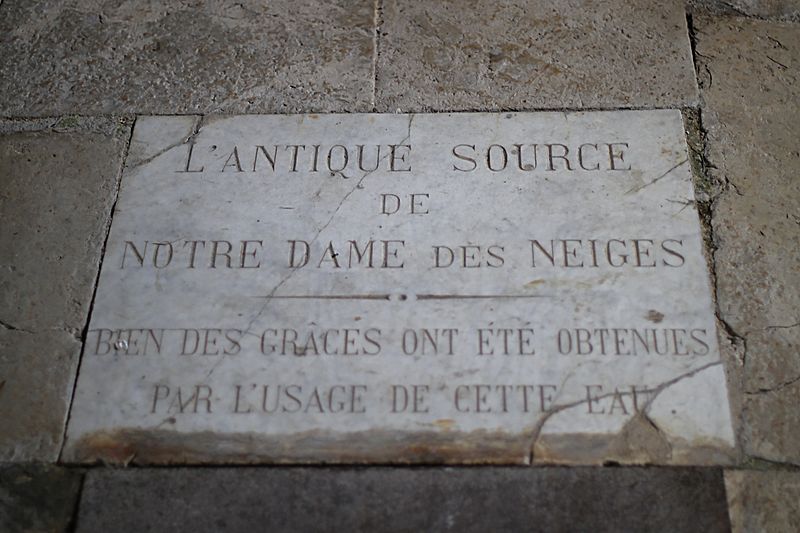 L'ANTIQUE SOURCE
DE
NOTRE DAME DES NEIGES
BIEN DES GRÂCES ONT ÉTÉ OBTENUES
PAR L'USAGE DE CETTE EAU